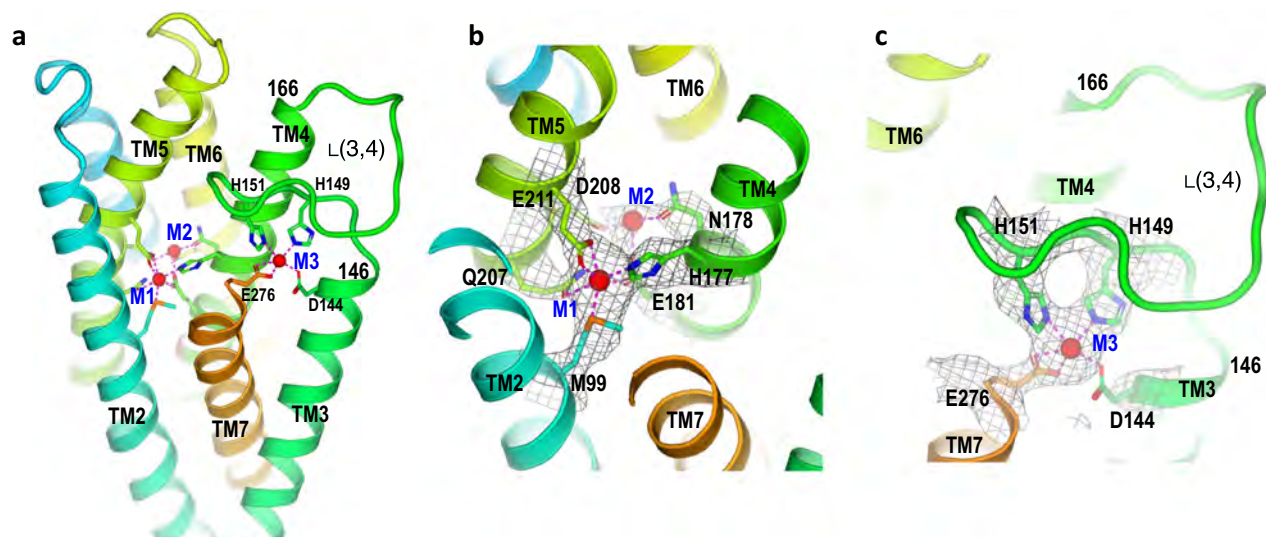 a
166
TM4
TM5
TM6
L(3,4)
H151
H149
M2
M3
146
M1
E276
D144
TM2
TM7
TM3
b
TM6
TM5
D208
E211
M2
TM4
N178
Q207
H177
M1
E181
TM2
M99
TM7
c
166
TM6
L(3,4)
TM4
H151
H149
M3
146
E276
TM3
D144
TM7